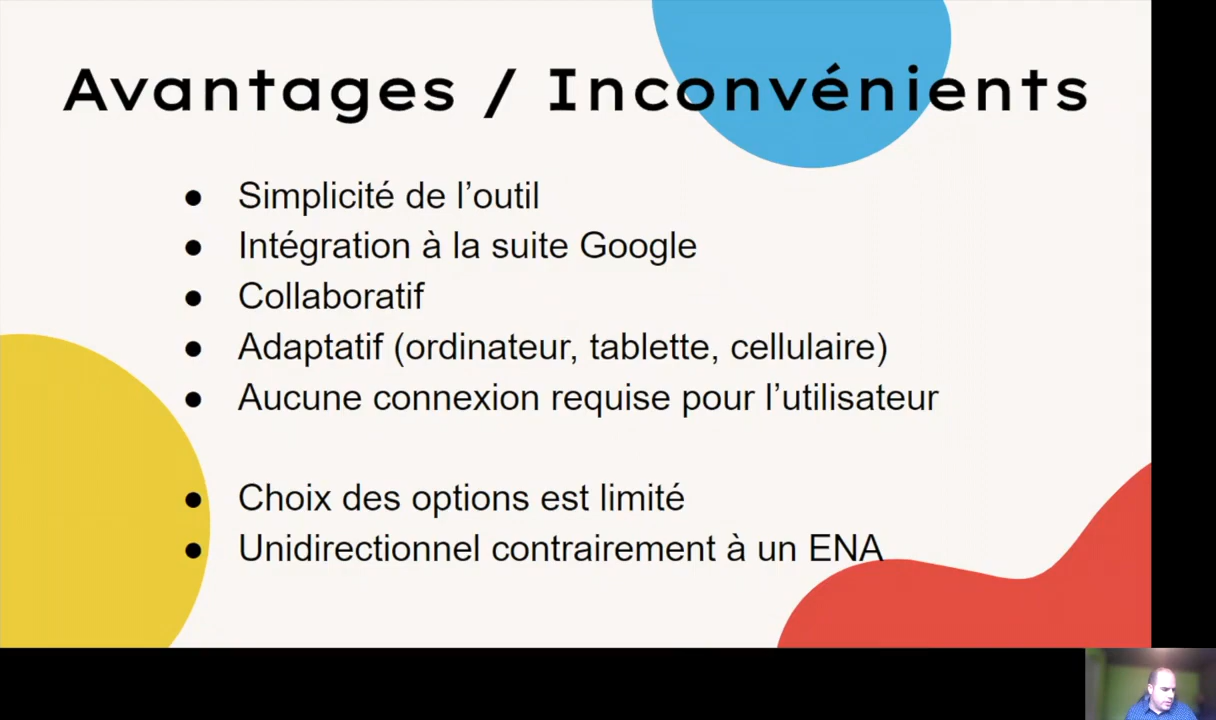 Avantages / Inconvénients
● Simplicité de l’outil
● Intégration à la suite Google
● Collaboratif
● Adaptatif (ordinateur, tablette, cellulaire)
● Aucune connexion requise pour l’utilisateur
● Choix des options est limité
● Unidirectionnel contrairement à un ENA